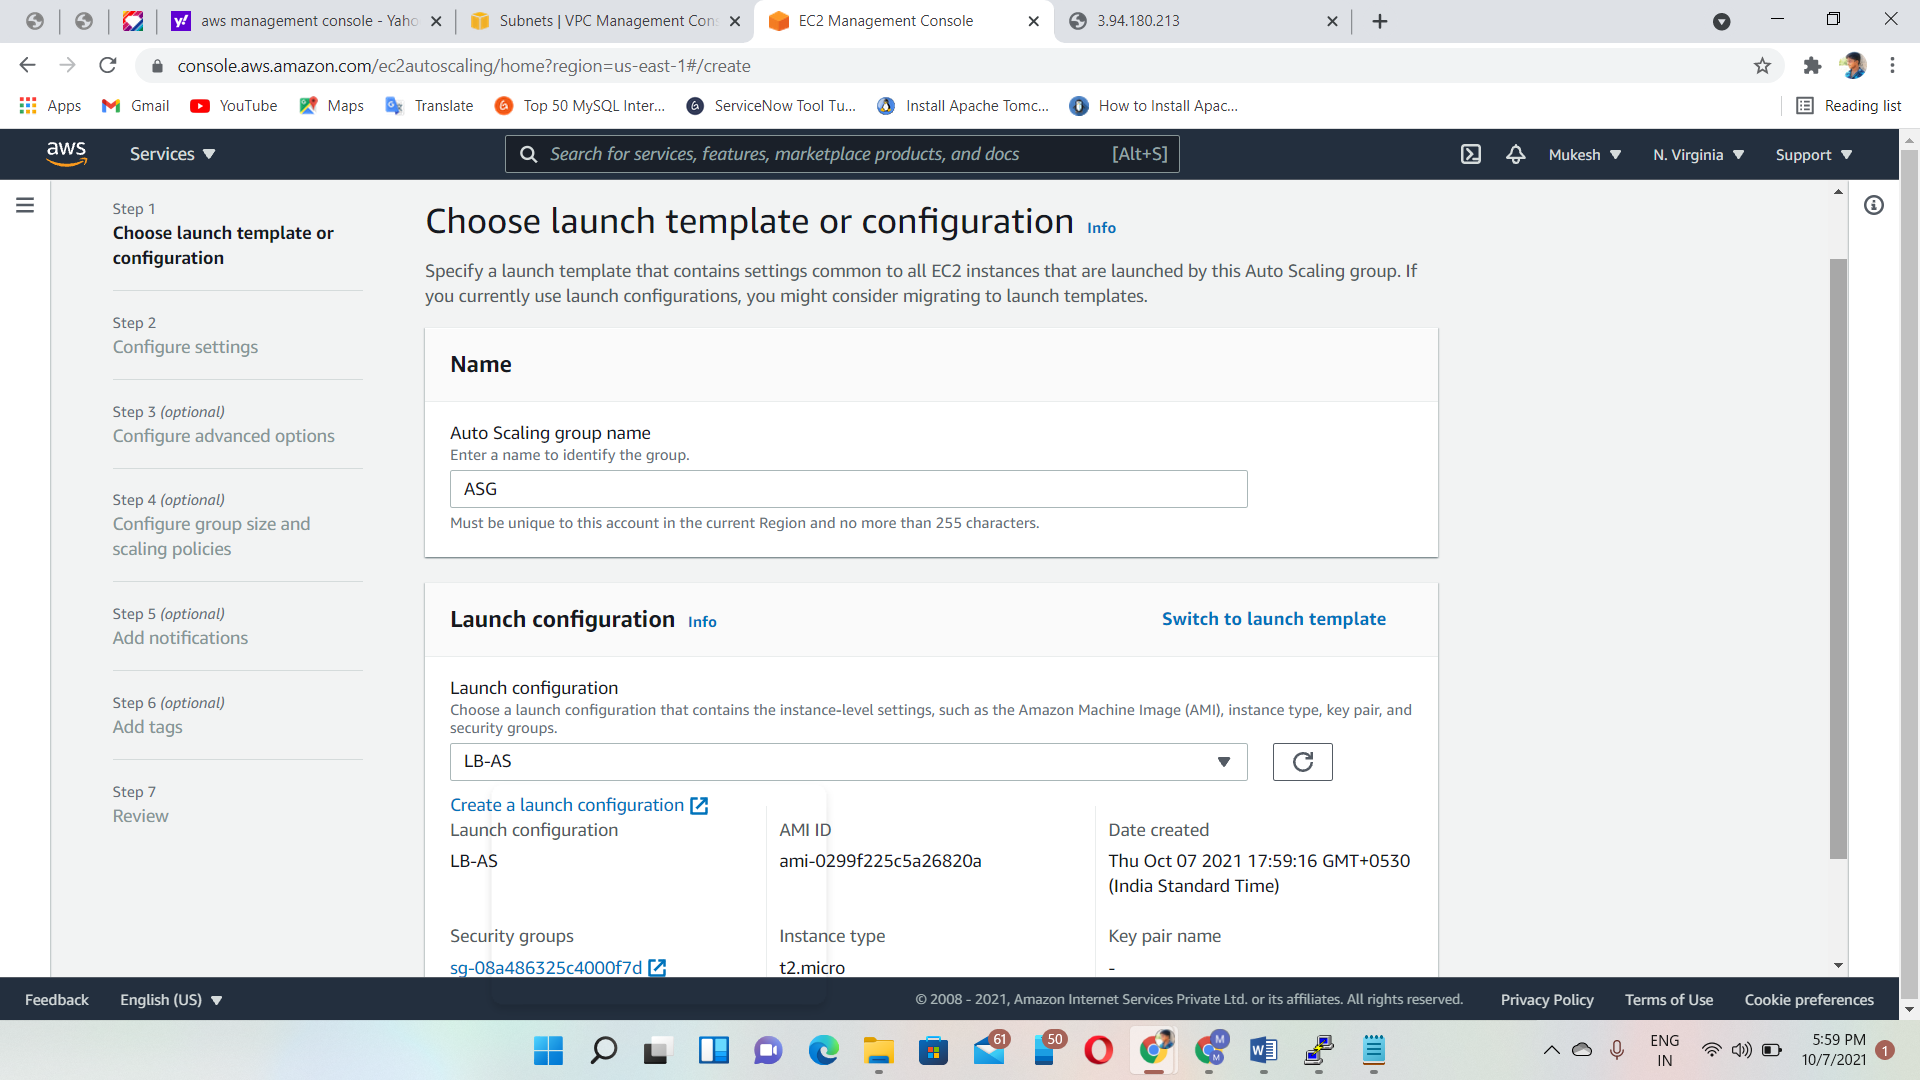 aws management console - Yaho
Subnets | VPC Management Con
EC2 Management Console
3.94.180.213
console.aws.amazon.com/ec2autoscaling/home?region=us-east-1#/create
Apps
Gmail
YouTube
Maps
Translate
Top 50 MySQL Inter...
ServiceNow Tool Tu...
Install Apache Tomc...
How to Install Apac...
Reading list
aws
Services
Search for services, features, marketplace products, and docs
[Alt+S]
Mukesh
N. Virginia
Support
Step 1
Choose launch template or
configuration
Step 2
Configure settings
Step 3 (optional)
Configure advanced options
Step 4 (optional)
Configure group size and
scaling policies
Step 5 (optional)
Add notifications
Step 6 (optional)
Add tags
Step 7
Review
Choose launch template or configuration Info
Specify a launch template that contains settings common to all EC2 instances that are launched by this Auto Scaling group. If
you currently use launch configurations, you might consider migrating to launch templates.
Name
Auto Scaling group name
Enter a name to identify the group.
ASG
Must be unique to this account in the current Region and no more than 255 characters.
Launch configuration Info
Switch to launch template
Launch configuration
Choose a launch configuration that contains the instance-level settings, such as the Amazon Machine Image (AMI), instance type, key pair, and
security groups.
LB-AS
Create a launch configuration
Launch configuration
LB-AS
AMI ID
ami-0299f225c5a26820a
Date created
Thu Oct 07 2021 17:59:16 GMT+0530
(India Standard Time)
Security groups
sg-08a486325c4000f7d
Instance type
t2.micro
Key pair name
-
Feedback
English (US)
© 2008 - 2021, Amazon Internet Services Private Ltd. or its affiliates. All rights reserved.
Privacy Policy
Terms of Use
Cookie preferences
61
50
M
M
ENG
IN
5:59 PM
10/7/2021
1